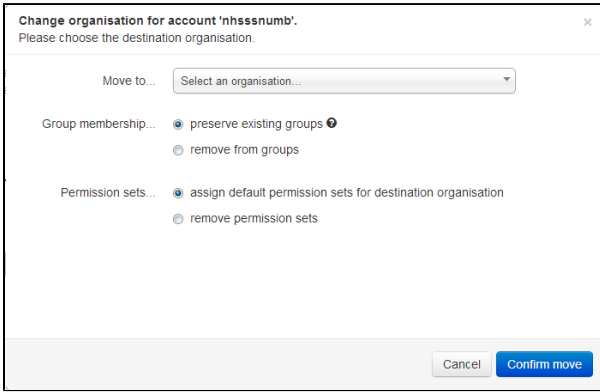 Change organisation for account 'nhsssnumb'.
Please choose the destination organisation.
Move to... Select an organisation...
Group membership... preserve existing groups
remove from groups
Permission sets... assign default permission sets for destination organisation
remove permission sets
Cancel Confirm move